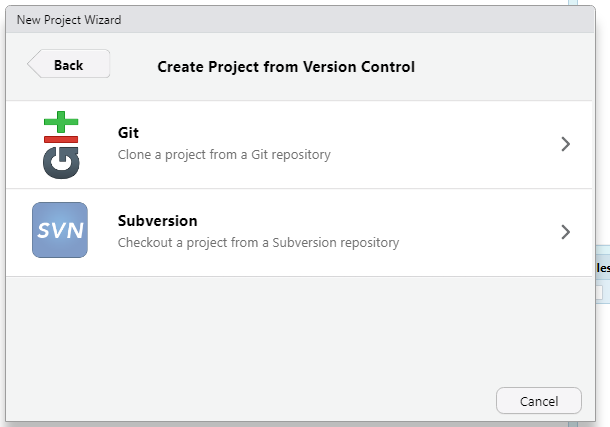 New Project Wizard
Back
Create Project from Version Control
Git
Clone a project from a Git repository
SVN
Subversion
Checkout a project from a Subversion repository
les
Cancel